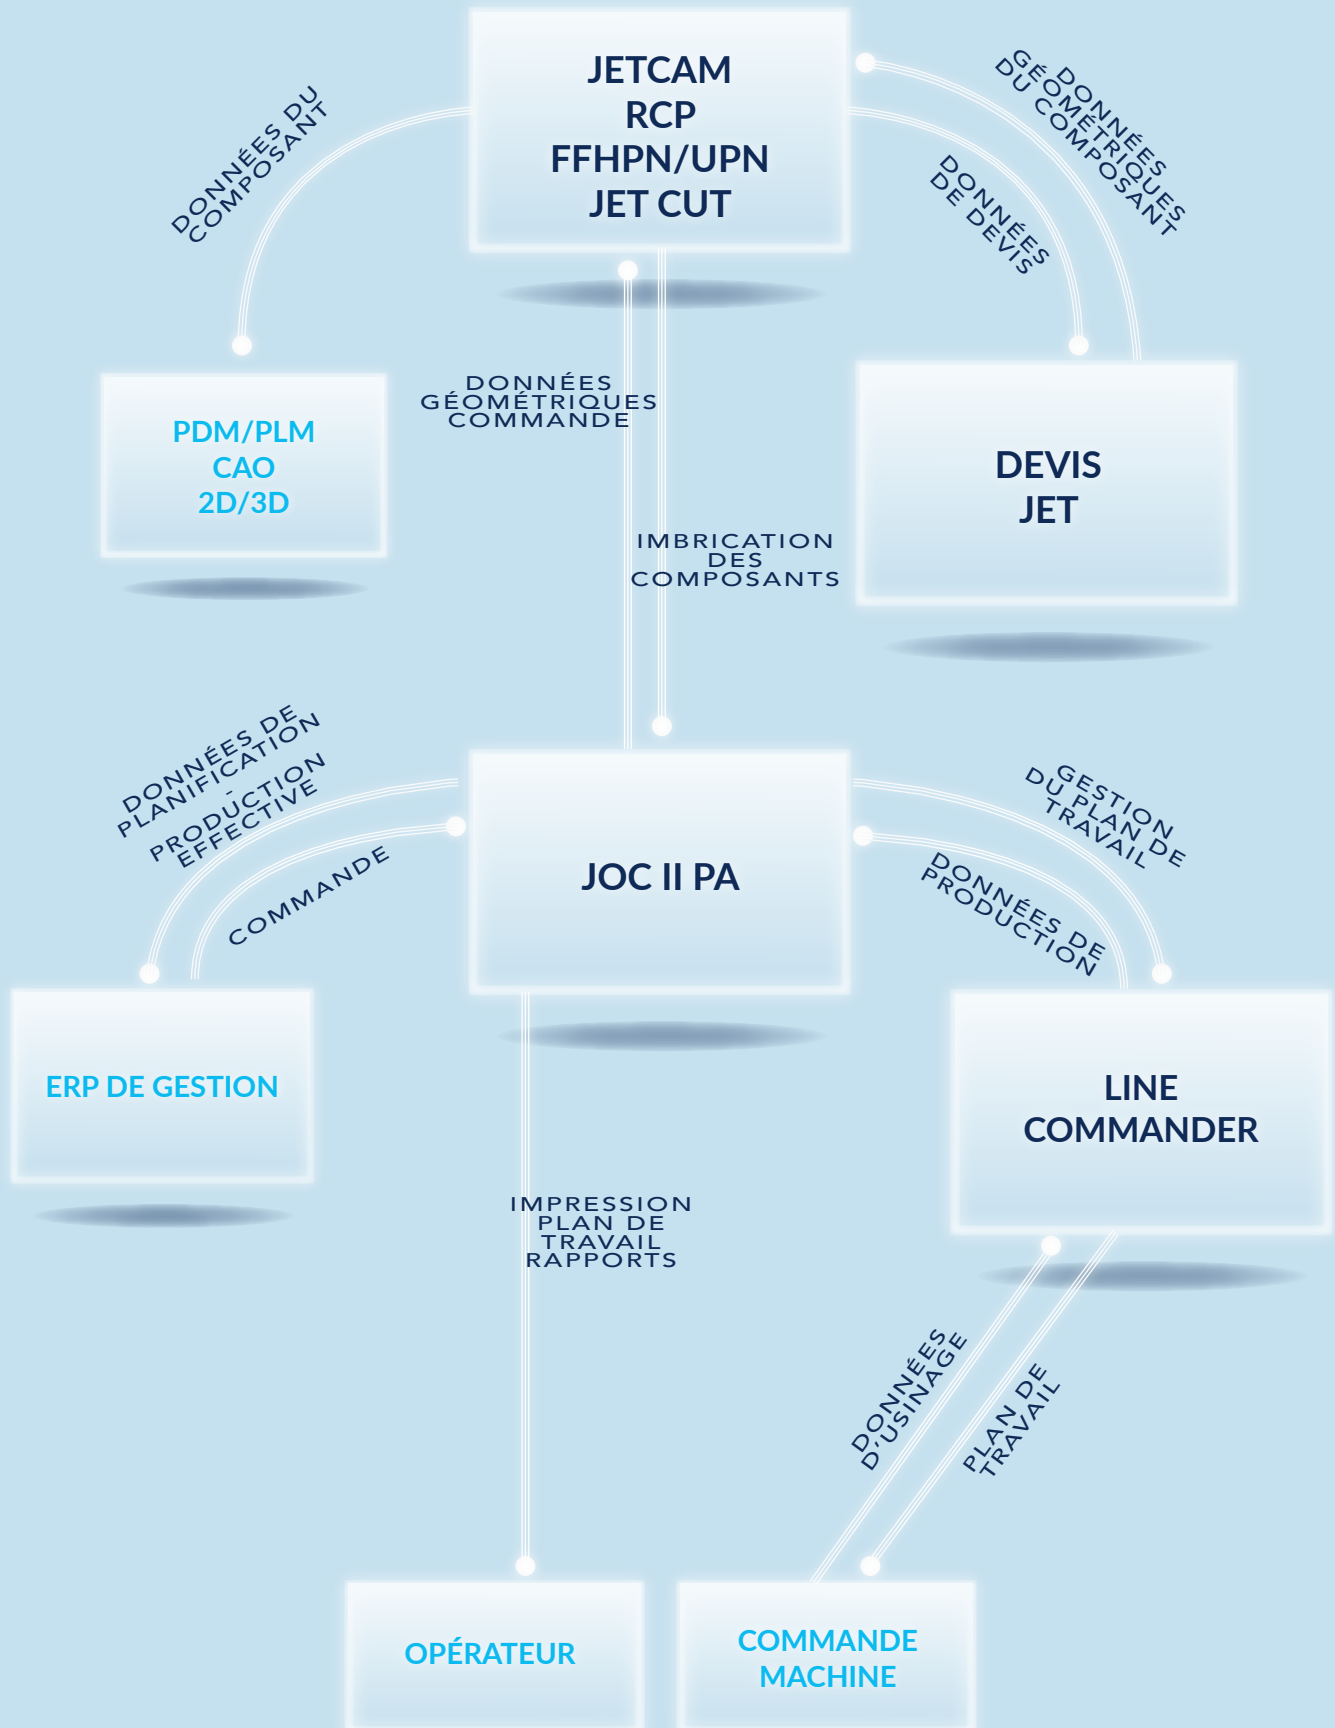 JETCAM
RCP
FFHPN/UPN
JET CUT
DONNÉES DU
COMPOSANT
DONNÉES
GÉOMÉTRIQUES
DU COMPOSANT
DONNÉES
DE DEVIS
PDM/PLM
CAO
2D/3D
DONNÉES
GÉOMÉTRIQUES
COMMANDE
DEVIS
JET
IMBRICATION
DES
COMPOSANTS
DONNÉES DE
PLANIFICATION
-
PRODUCTION
EFFECTIVE
COMMANDE
JOC II PA
GESTION
DU PLAN DE
TRAVAIL
DONNÉES DE
PRODUCTION
ERP DE GESTION
LINE
COMMANDER
IMPRESSION
PLAN DE
TRAVAIL
RAPPORTS
DONNÉES
D'USINAGE
PLAN DE
TRAVAIL
OPÉRATEUR
COMMANDE
MACHINE